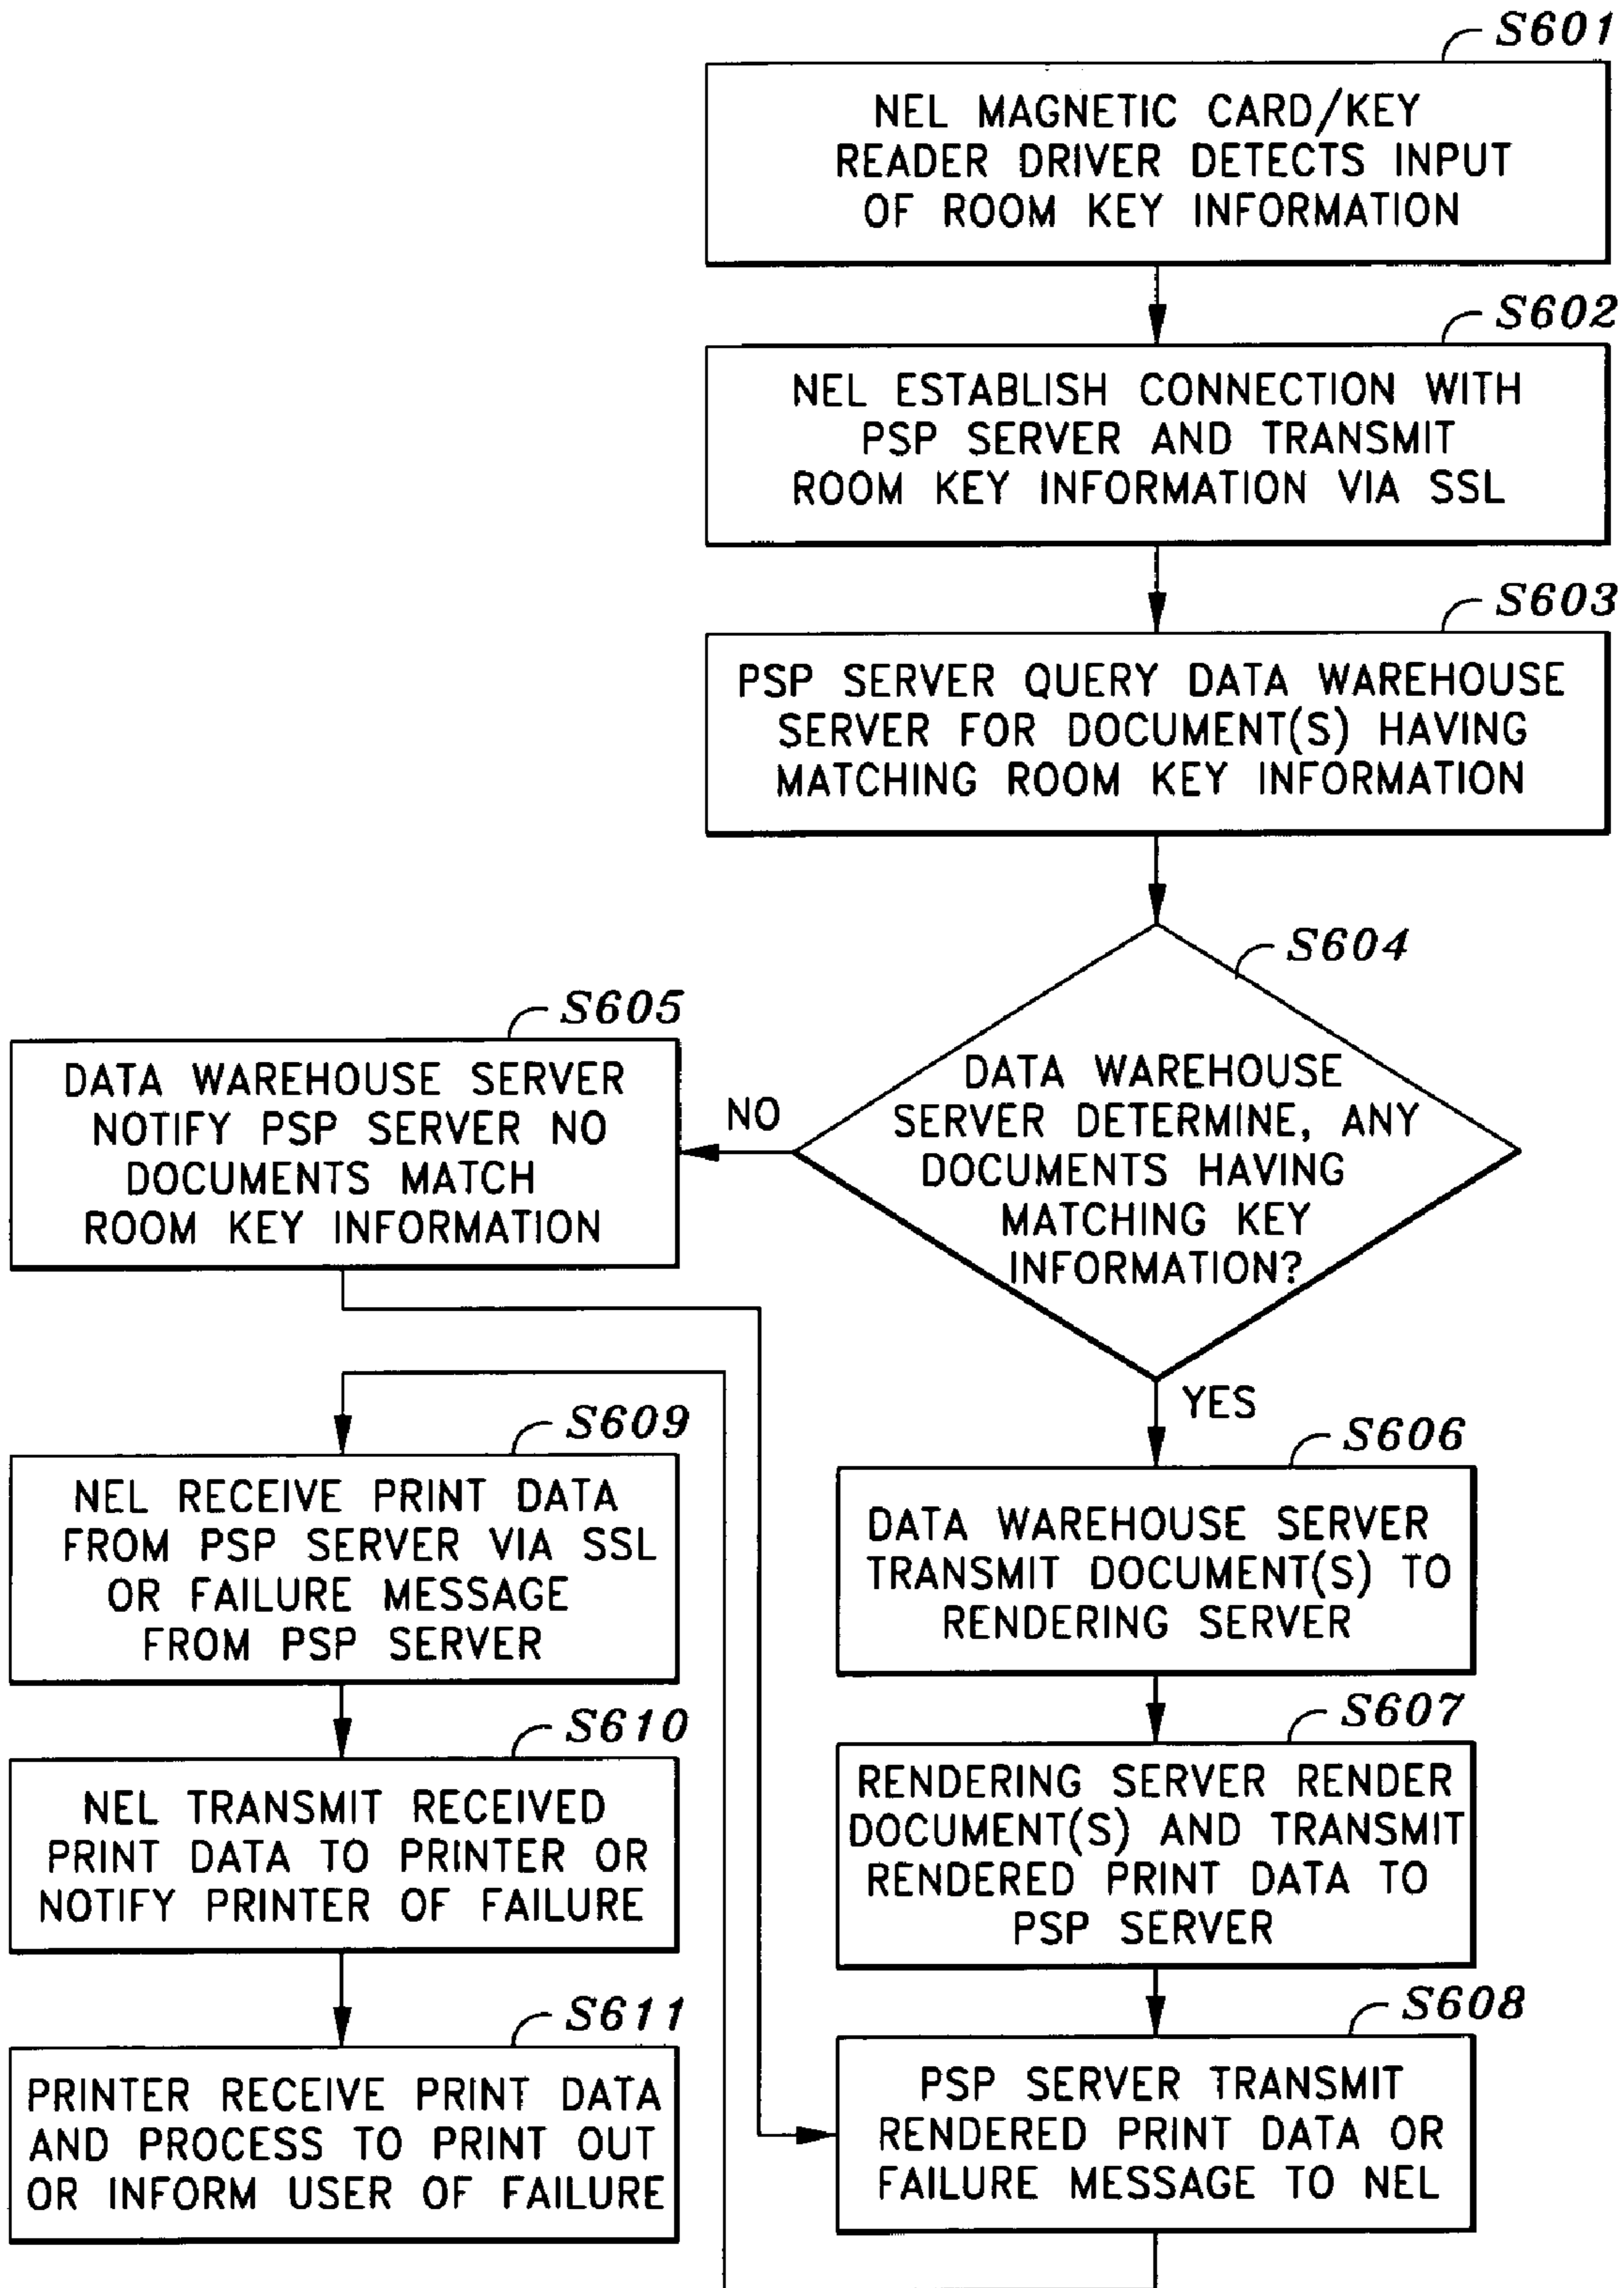 S601
NEL MAGNETIC CARD/KEY
READER DRIVER DETECTS INPUT
OF ROOM KEY INFORMATION
S602
NEL ESTABLISH CONNECTION WITH
PSP SERVER AND TRANSMIT
ROOM KEY INFORMATION VIA SSL
S603
PSP SERVER QUERY DATA WAREHOUSE
SERVER FOR DOCUMENT(S) HAVING
MATCHING ROOM KEY INFORMATION
S604
DATA WAREHOUSE
SERVER DETERMINE, ANY
DOCUMENTS HAVING
MATCHING KEY
INFORMATION?
NO
S605
DATA WAREHOUSE SERVER
NOTIFY PSP SERVER NO
DOCUMENTS MATCH
ROOM KEY INFORMATION
YES
S606
DATA WAREHOUSE SERVER
TRANSMIT DOCUMENT(S) TO
RENDERING SERVER
S607
RENDERING SERVER RENDER
DOCUMENT(S) AND TRANSMIT
RENDERED PRINT DATA TO
PSP SERVER
S608
PSP SERVER TRANSMIT
RENDERED PRINT DATA OR
FAILURE MESSAGE TO NEL
S609
NEL RECEIVE PRINT DATA
FROM PSP SERVER VIA SSL
OR FAILURE MESSAGE
FROM PSP SERVER
S610
NEL TRANSMIT RECEIVED
PRINT DATA TO PRINTER OR
NOTIFY PRINTER OF FAILURE
S611
PRINTER RECEIVE PRINT DATA
AND PROCESS TO PRINT OUT
OR INFORM USER OF FAILURE